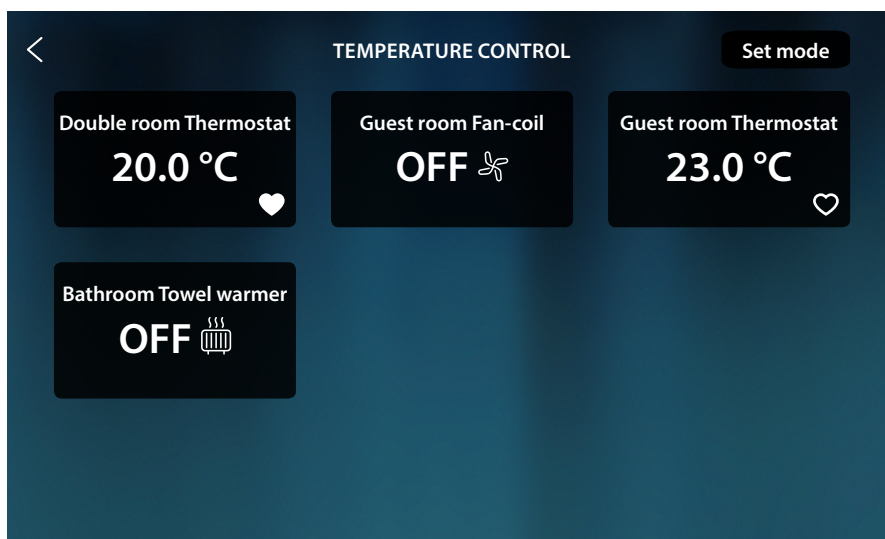 TEMPERATURE CONTROL
Set mode
Double room Thermostat
20.0 °C
Guest room Fan-coil
OFF
Guest room Thermostat
23.0 °C
Bathroom Towel warmer
OFF